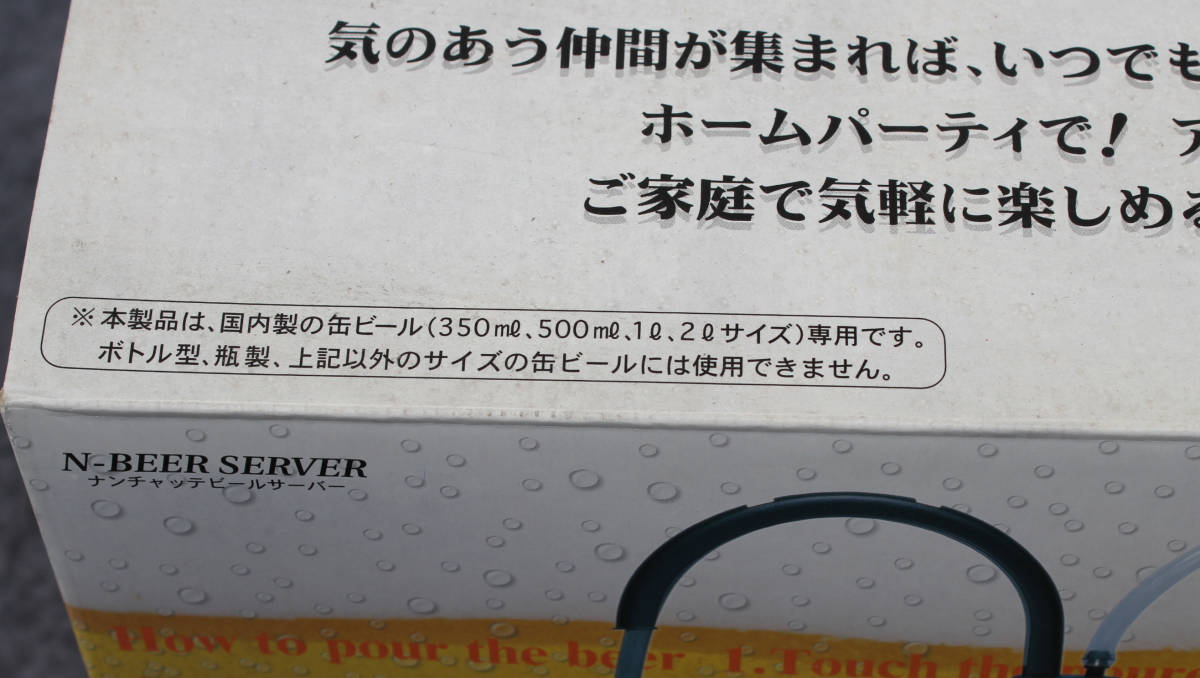 気のあう仲間が集まれば、いつでも
ホームパーティで! ア
ご家庭で気軽に楽しめる
※本製品は、国内製の缶ビール(350㎖、500㎖、1ℓ、2ℓサイズ)専用です。
ボトル型、瓶製、上記以外のサイズの缶ビールには使用できません。
N-BEER SERVER
ナンチャッテビールサーバー
How to pour the beer 1.Touch the